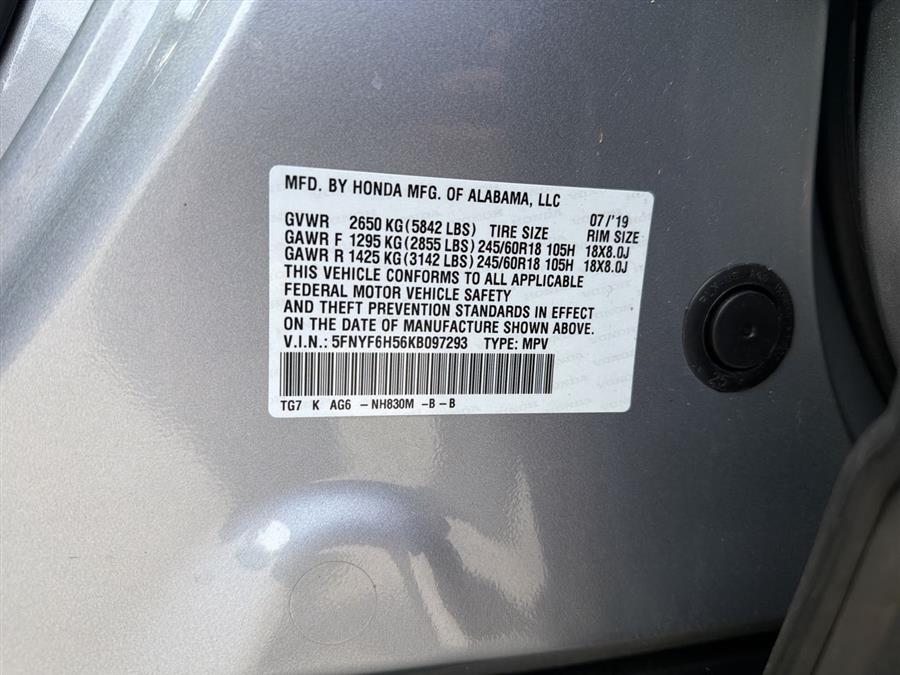 MFD. BY HONDA MFG. OF ALABAMA, LLC
GVWR 2650 KG(5842 LBS) TIRE SIZE 07/'19 RIM SIZE
GAWR F 1295 KG(2855 LBS) 245/60R18 105H 18X8.0J
GAWR R 1425 KG(3142 LBS) 245/60R18 105H 18X8.0J
THIS VEHICLE CONFORMS TO ALL APPLICABLE
FEDERAL MOTOR VEHICLE SAFETY
AND THEFT PREVENTION STANDARDS IN EFFECT
ON THE DATE OF MANUFACTURE SHOWN ABOVE.
V.I.N.: 5FNYF6H56KB097293 TYPE: MPV
TG7 K AG6 -NH830M -B-B
25